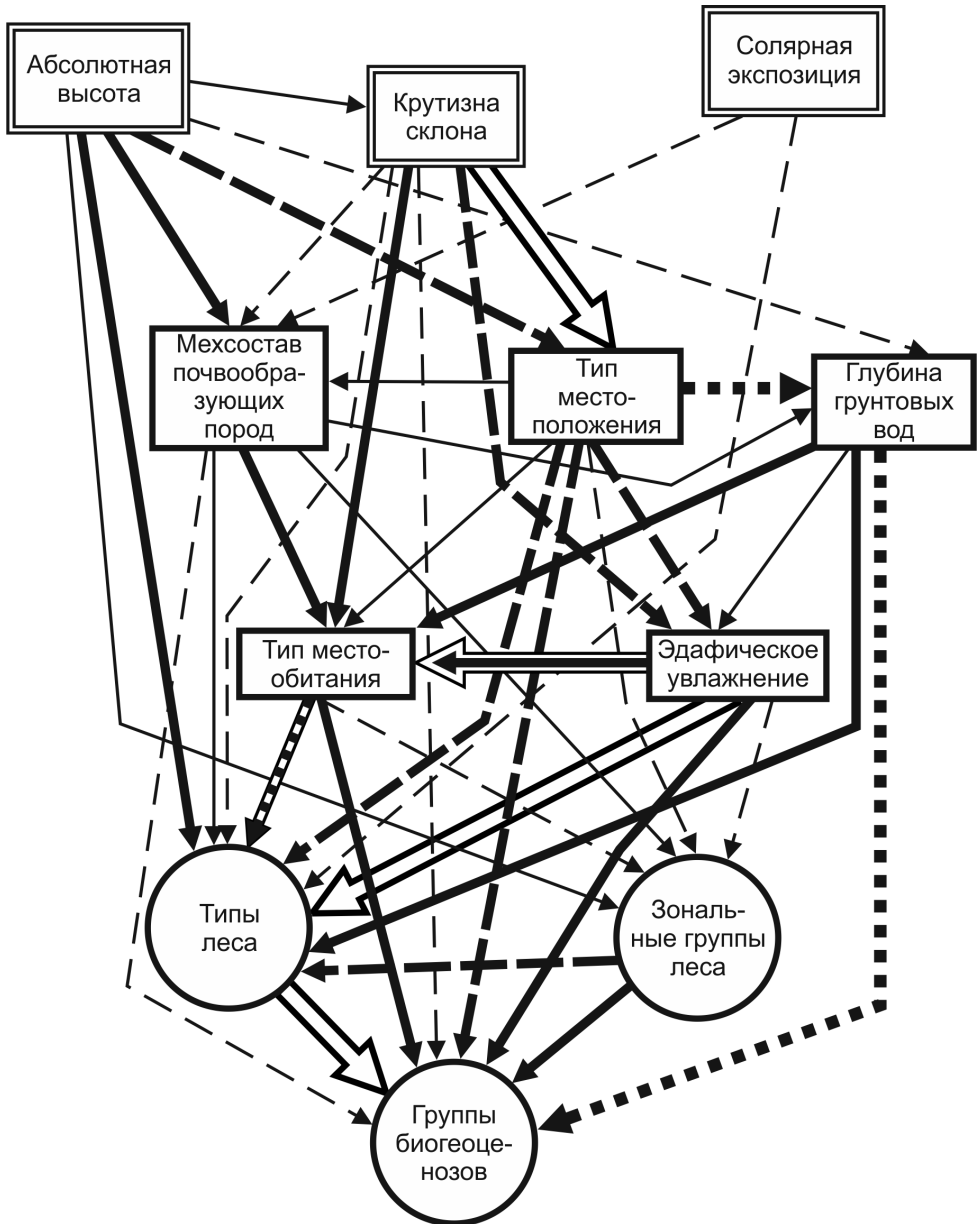 Абсолютная
высота
Крутизна
склона
Солярная
экспозиция
Мехсостав
почвообра-
зующих
пород
Тип
место-
положения
Глубина
грунтовых
вод
Тип место-
обитания
Эдафическое
увлажнение
Типы
леса
Зональ-
ные группы
леса
Группы
биогеоце-
нозов